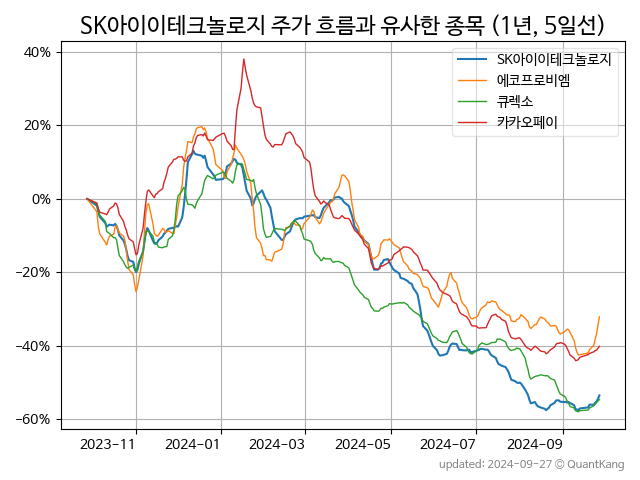 SK아이이테크놀로지 주가 흐름과 유사한 종목 (1년, 5일선)
SK아이이테크놀로지
에코프로비엠
큐렉소
카카오페이
40%
20%
0%
−20%
−40%
−60%
2023-11
2024-01
2024-03
2024-05
2024-07
2024-09
updated: 2024-09-27 © QuantKang